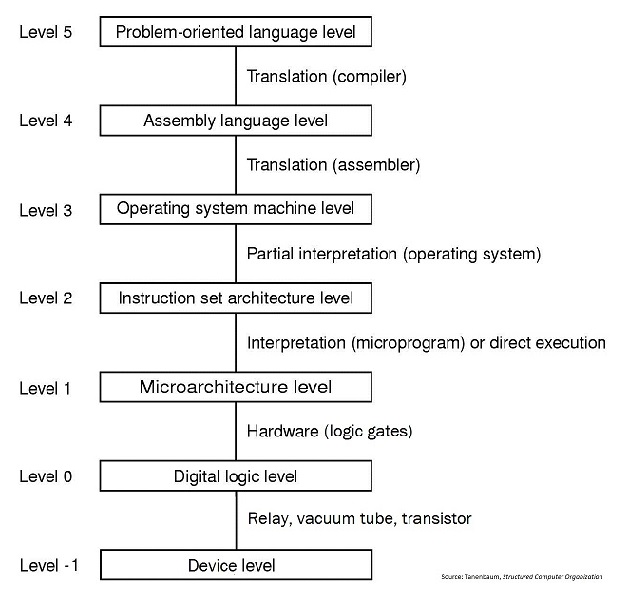 Level 5 Problem-oriented language level
Translation (compiler)
Level 4 Assembly language level
Translation (assembler)
Level 3 Operating system machine level
Partial interpretation (operating system)
Level 2 Instruction set architecture level
Interpretation (microprogram) or direct execution
Level 1 Microarchitecture level
Hardware (logic gates)
Level 0 Digital logic level
Relay, vacuum tube, transistor
Level -1 Device level
Source: Tanenbaum, Structured Computer Organization